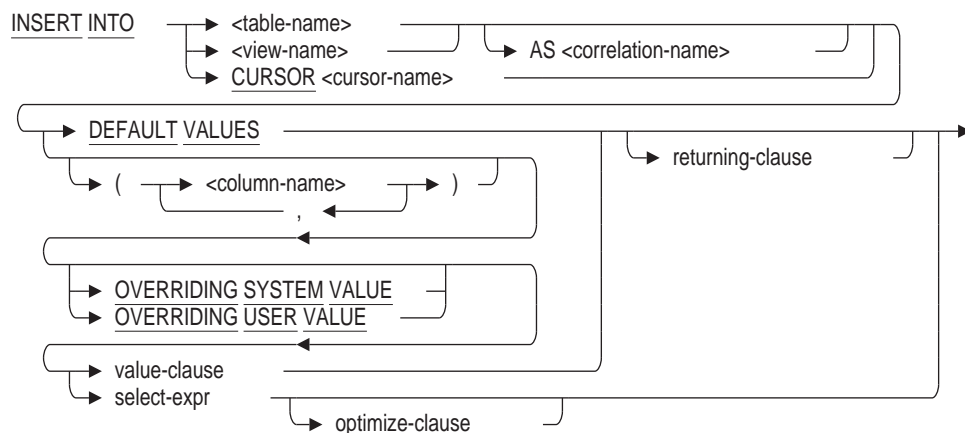 INSERT INTO <table-name>
<view-name> AS <correlation-name>
CURSOR <cursor-name>
DEFAULT VALUES
returning-clause
( <column-name> )
,
OVERRIDING SYSTEM VALUE
OVERRIDING USER VALUE
value-clause
select-expr
optimize-clause